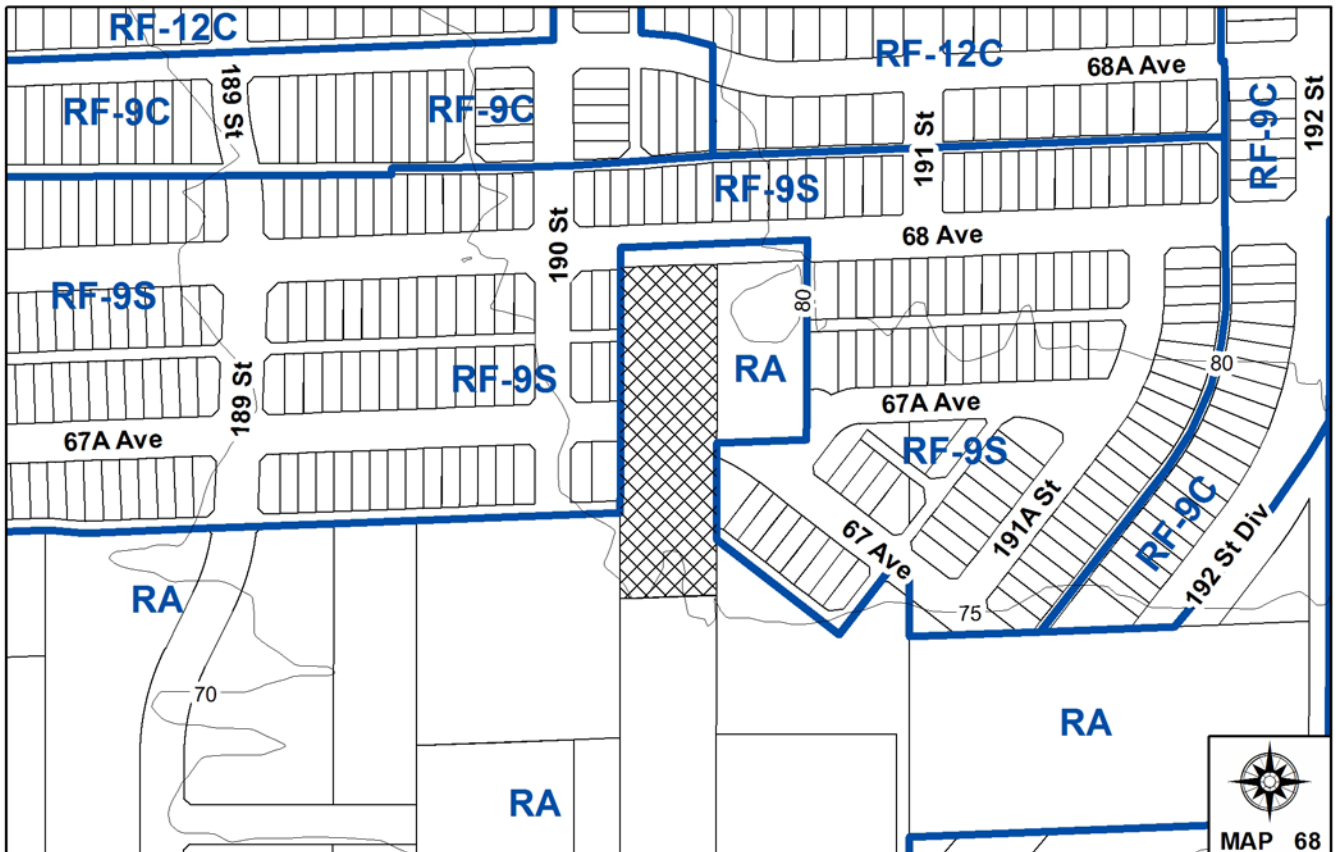 RF-12C
RF-12C
68A Ave
189 St
RF-9C
RF-9C
191 St
RF-9C
192 St
RF-9S
190 St
68 Ave
RF-9S
80
RA
80
189 St
RF-9S
67A Ave
67A Ave
RF-9S
67 Ave
191A St
RF-9C
192 St Div
RA
75
70
RA
RA
MAP 68